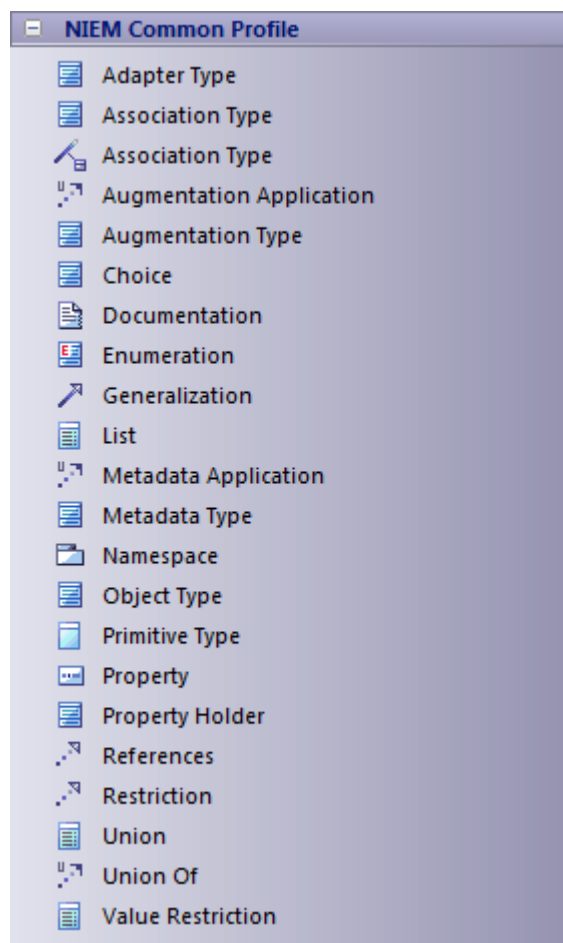 NIEM Common Profile
Adapter Type
Association Type
Association Type
Augmentation Application
Augmentation Type
Choice
Documentation
Enumeration
Generalization
List
Metadata Application
Metadata Type
Namespace
Object Type
Primitive Type
Property
Property Holder
References
Restriction
Union
Union Of
Value Restriction